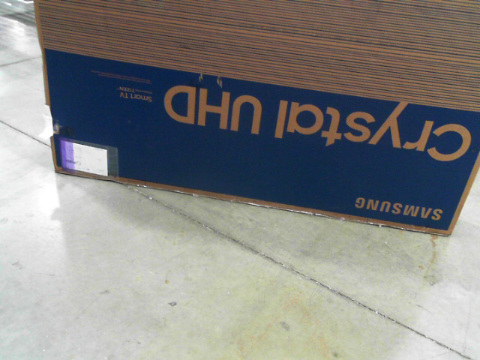 SAMSUNG
Crystal UHD
Smart TV